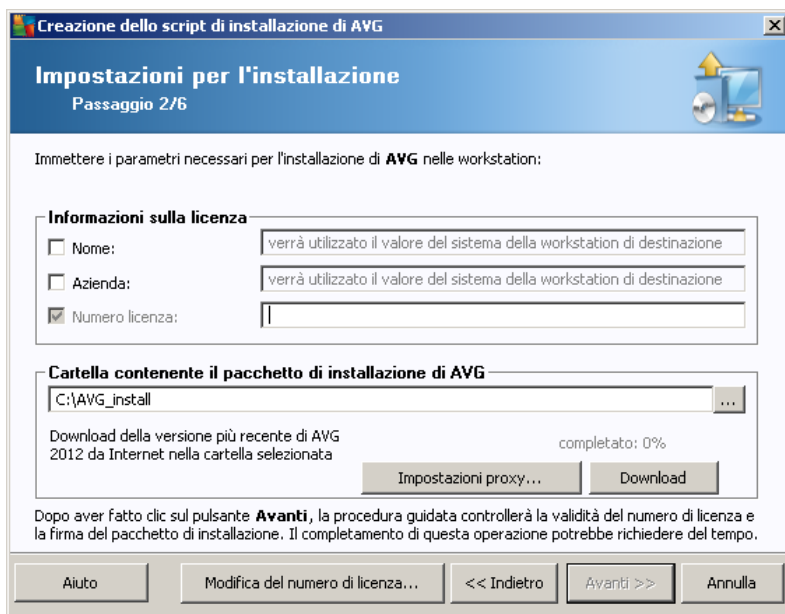 Creazione dello script di installazione di AVG
Impostazioni per l'installazione
Passaggio 2/6
Immettere i parametri necessari per l'installazione di AVG nelle workstation:
Informazioni sulla licenza
Nome:
verrà utilizzato il valore del sistema della workstation di destinazione
Azienda:
verrà utilizzato il valore del sistema della workstation di destinazione
Numero licenza:
Cartella contenente il pacchetto di installazione di AVG
C:\AVG_install
...
Download della versione più recente di AVG
2012 da Internet nella cartella selezionata
completato: 0%
Impostazioni proxy...
Download
Dopo aver fatto clic sul pulsante Avanti, la procedura guidata controllerà la validità del numero di licenza e
la firma del pacchetto di installazione. Il completamento di questa operazione potrebbe richiedere del tempo.
Aiuto
Modifica del numero di licenza...
<< Indietro
Avanti >>
Annulla